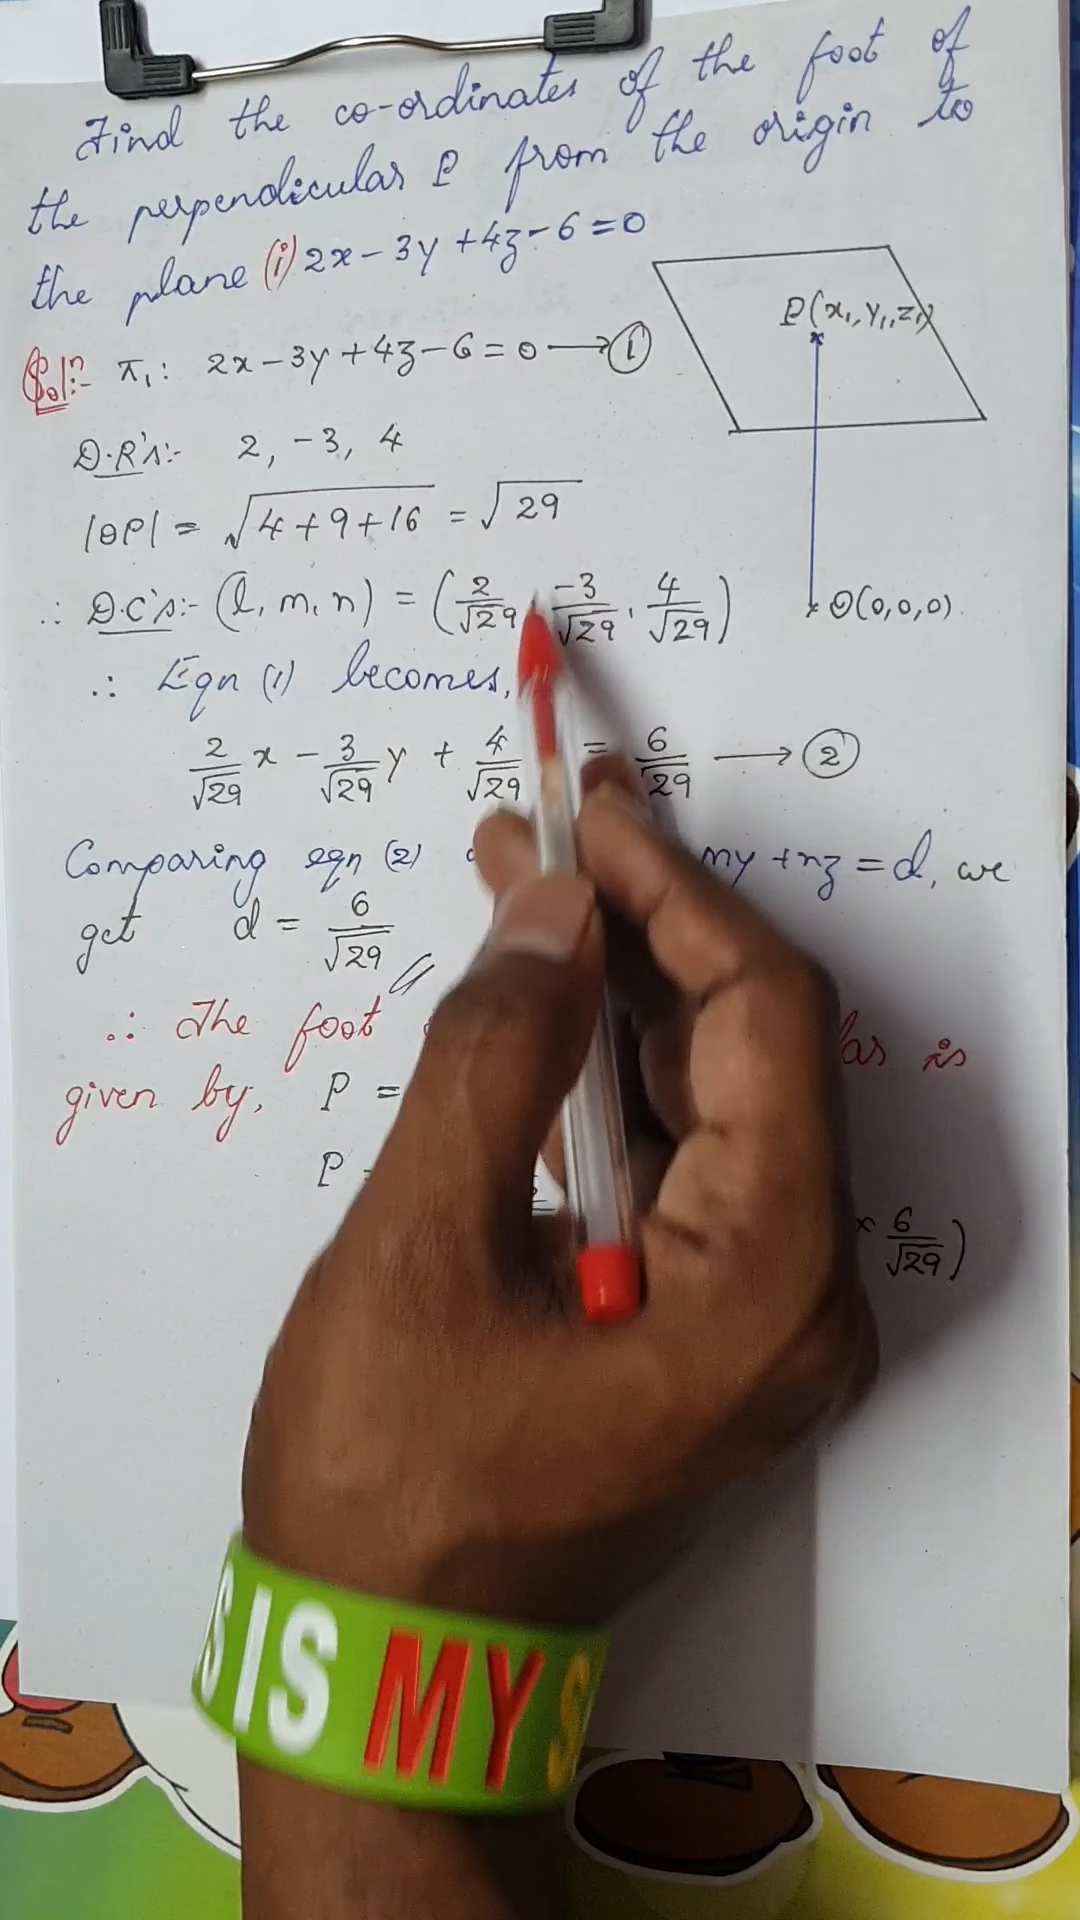 Find the co-ordinates of the foot of
the perpendicular P from the origin to
the plane (i) 2x - 3y + 4z - 6 = 0
P(x₁, y₁, z₁)
Solⁿ:- π₁: 2x - 3y + 4z - 6 = 0 → ①
D.R's:- 2, -3, 4
|OP| = √(4+9+16) = √29
∴ D.C's:- (l, m, n) = (2/√29, -3/√29, 4/√29)
O(0,0,0)
∴ Eqn (1) becomes,
2/√29 x - 3/√29 y + 4/√29 = 6/√29 → ②
Comparing eqn (2) my + nz = d, we
get d = 6/√29
∴ The foot is
given by, P =
P =
× 6/√29)
IS MY